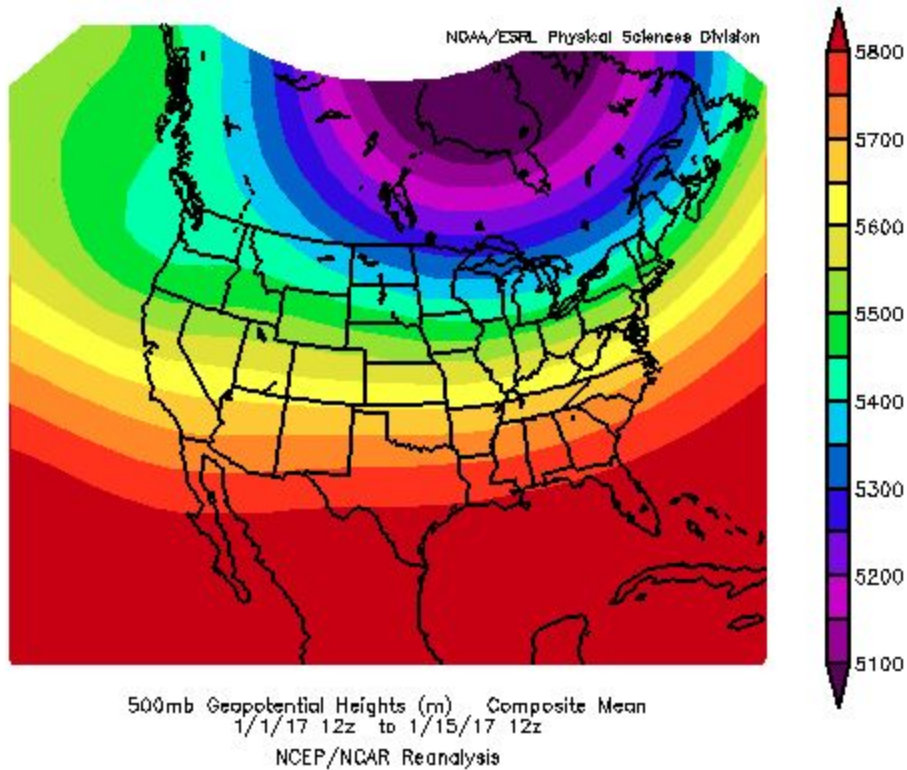 NOAA/ESRL Physical Sciences Division
5800
5700
5600
5500
5400
5300
5200
5100
500mb Geopotential Heights (m) Composite Mean
1/1/17 12z to 1/15/17 12z
NCEP/NCAR Reanalysis